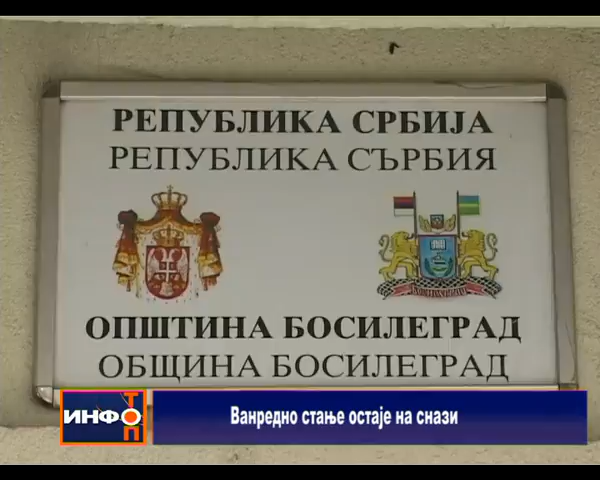 РЕПУБЛИКА СРБИЈА
РЕПУБЛИКА СЪРБИЯ
ОПШТИНА БОСИЛЕГРАД
ОБЩИНА БОСИЛЕГРАД
ИНФО
ТОП
Ванредно стање остаје на снази